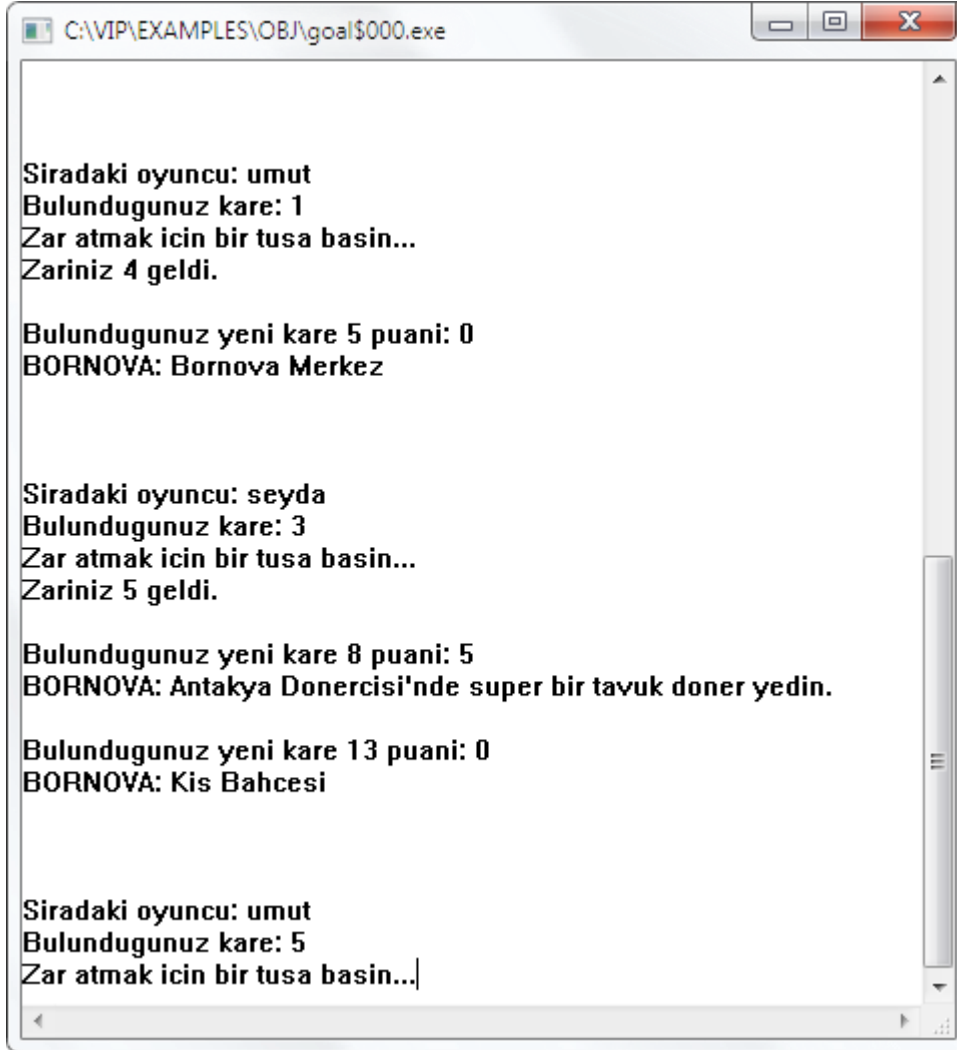 C:\VIP\EXAMPLES\OBJ\goal$000.exe
Siradaki oyuncu: umut
Bulundugunuz kare: 1
Zar atmak icin bir tusa basin...
Zariniz 4 geldi.
Bulundugunuz yeni kare 5 puani: 0
BORNOVA: Bornova Merkez
Siradaki oyuncu: seyda
Bulundugunuz kare: 3
Zar atmak icin bir tusa basin...
Zariniz 5 geldi.
Bulundugunuz yeni kare 8 puani: 5
BORNOVA: Antakya Donercisi'nde super bir tavuk doner yedin.
Bulundugunuz yeni kare 13 puani: 0
BORNOVA: Kis Bahcesi
Siradaki oyuncu: umut
Bulundugunuz kare: 5
Zar atmak icin bir tusa basin...